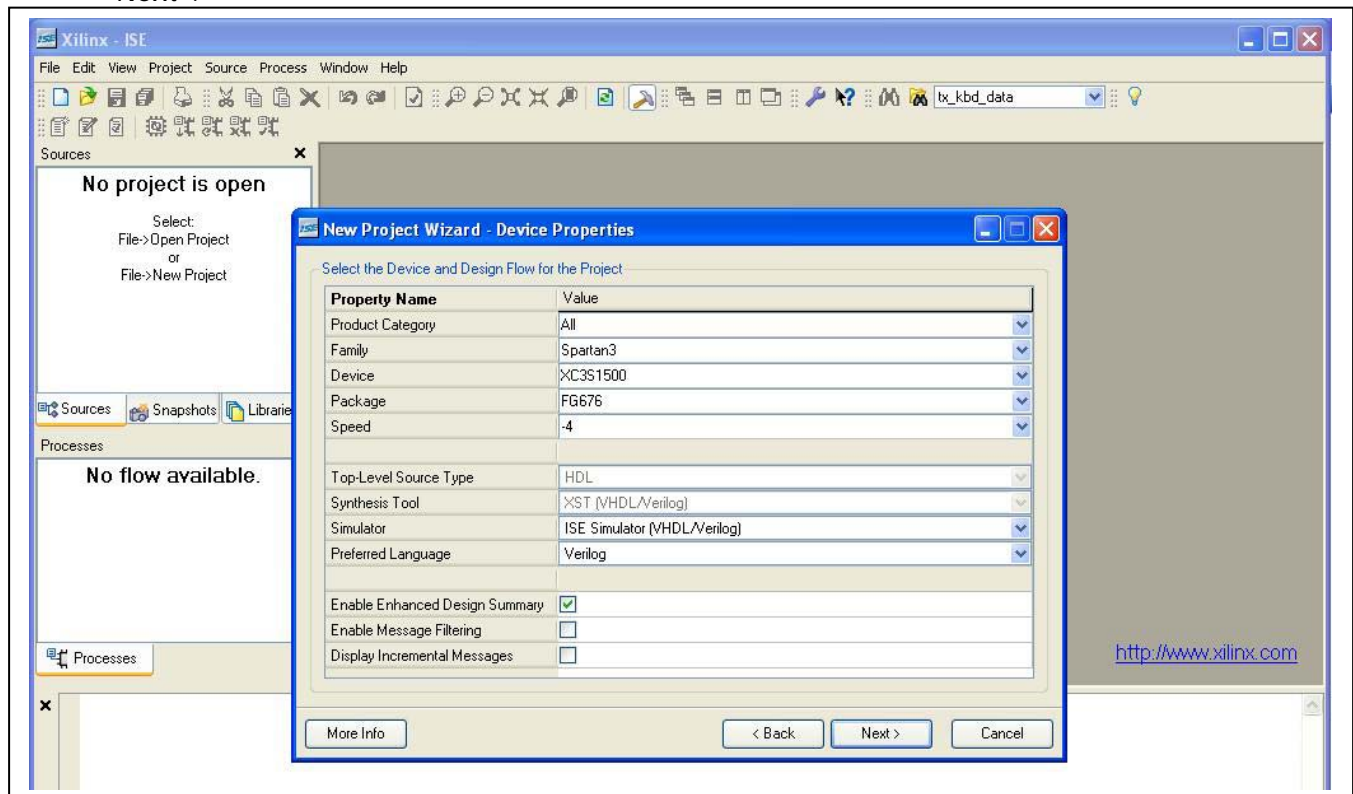 Xilinx - ISE
File Edit View Project Source Process Window Help
tx_kbd_data
Sources
No project is open
Select:
File->Open Project
or
File->New Project
Sources Snapshots Librarie
Processes
No flow available.
Processes
ISE New Project Wizard - Device Properties
Select the Device and Design Flow for the Project
Property Name Value
Product Category All
Family Spartan3
Device XC3S1500
Package FG676
Speed -4
Top-Level Source Type HDL
Synthesis Tool XST (VHDL/Verilog)
Simulator ISE Simulator (VHDL/Verilog)
Preferred Language Verilog
Enable Enhanced Design Summary
Enable Message Filtering
Display Incremental Messages
More Info < Back Next > Cancel
http://www.xilinx.com